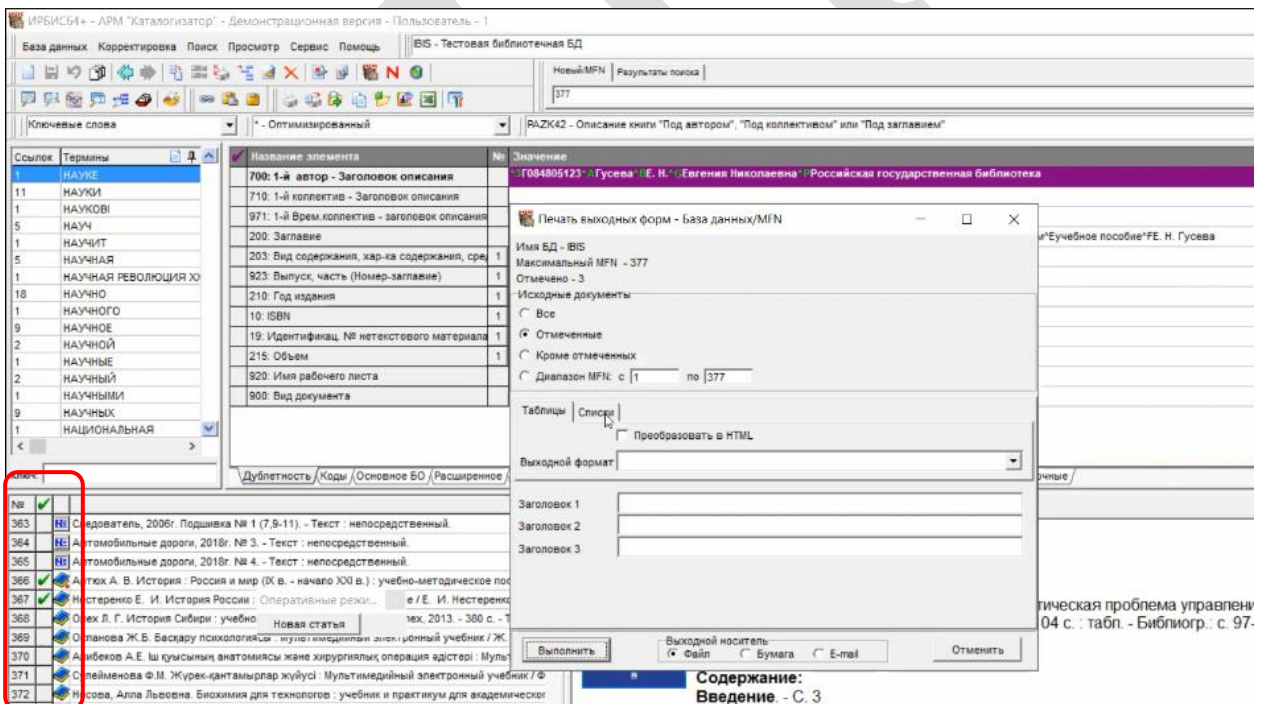 ИРБИС64+ - АРМ "Каталогизатор" - Демонстрационная версия - Пользователь - 1
База данных Корректировка Поиск Просмотр Сервис Помощь
IBIS - Тестовая библиотечная БД
Новый/MFN Результаты поиска
377
Ключевые слова
* - Оптимизированный
PAZK42 - Описание книги "Под автором", "Под коллективом" или "Под заглавием"
Ссылок Термины
1 НАУКЕ
11 НАУКИ
1 НАУКОВІ
5 НАУЧ
1 НАУЧИТ
5 НАУЧНАЯ
1 НАУЧНАЯ РЕВОЛЮЦИЯ XX
18 НАУЧНО
1 НАУЧНОГО
9 НАУЧНОЕ
2 НАУЧНОЙ
1 НАУЧНЫЕ
2 НАУЧНЫЙ
1 НАУЧНЫМИ
9 НАУЧНЫХ
1 НАЦИОНАЛЬНАЯ
Ключ:
Название элемента № Значение
700: 1-й автор - Заголовок описания
^3Г084805123^AГусева^BЕ. Н.^GЕвгения Николаевна^PРоссийская государственная библиотека
710: 1-й коллектив - Заголовок описания
971: 1-й Врем.коллектив - заголовок описания
200: Заглавие
м^Eучебное пособие^FЕ. Н. Гусева
203: Вид содержания, хар-ка содержания, сред 1
923: Выпуск, часть (Номер-заглавие) 1
210: Год издания 1
10: ISBN 1
19: Идентификац. № нетекстового материала 1
215: Объем 1
920: Имя рабочего листа
900: Вид документа
Дублетность Коды Основное БО Расширенное
очные
Печать выходных форм - База данных/MFN
Имя БД - IBIS
Максимальный MFN - 377
Отмечено - 3
Исходные документы
Все
Отмеченные
Кроме отмеченных
Диапазон MFN: с 1 по 377
Таблицы Списки
Преобразовать в HTML
Выходной формат
Заголовок 1
Заголовок 2
Заголовок 3
Выполнить
Выходной носитель
Файл Бумага E-mail
Отменить
№
363 Следователь, 2006г. Подшивка № 1 (7,9-11). - Текст : непосредственный.
364 Автомобильные дороги, 2018г. № 3. - Текст : непосредственный.
365 Автомобильные дороги, 2018г. № 4. - Текст : непосредственный.
366 Артюх А. В. История : Россия и мир (IX в. - начало XXI в.) : учебно-методическое пос
367 Нестеренко Е. И. История России : Оперативные режи... е / Е. И. Нестеренко
368 Орех Л. Г. История Сибири : учебно Новая статья тех, 2013. - 380 с. - Т
369 Оспанова Ж.Б. Басқару психологиясы : мультимедийный электронный учебник / Ж.
370 Алибеков А.Е. Іш қуысының анатомиясы және хирургиялық операция әдістері : Муль
371 Сулейменова Ф.М. Жүрек-қантамырлар жүйусі : Мультимедийный электронный учебник / Ф
372 Носова, Алла Львовна. Биохимия для технологов : учебник и практикум для академическог
тическая проблема управлени
04 с. : табл. - Библиогр.: с. 97-
Содержание:
Введение. - С. 3